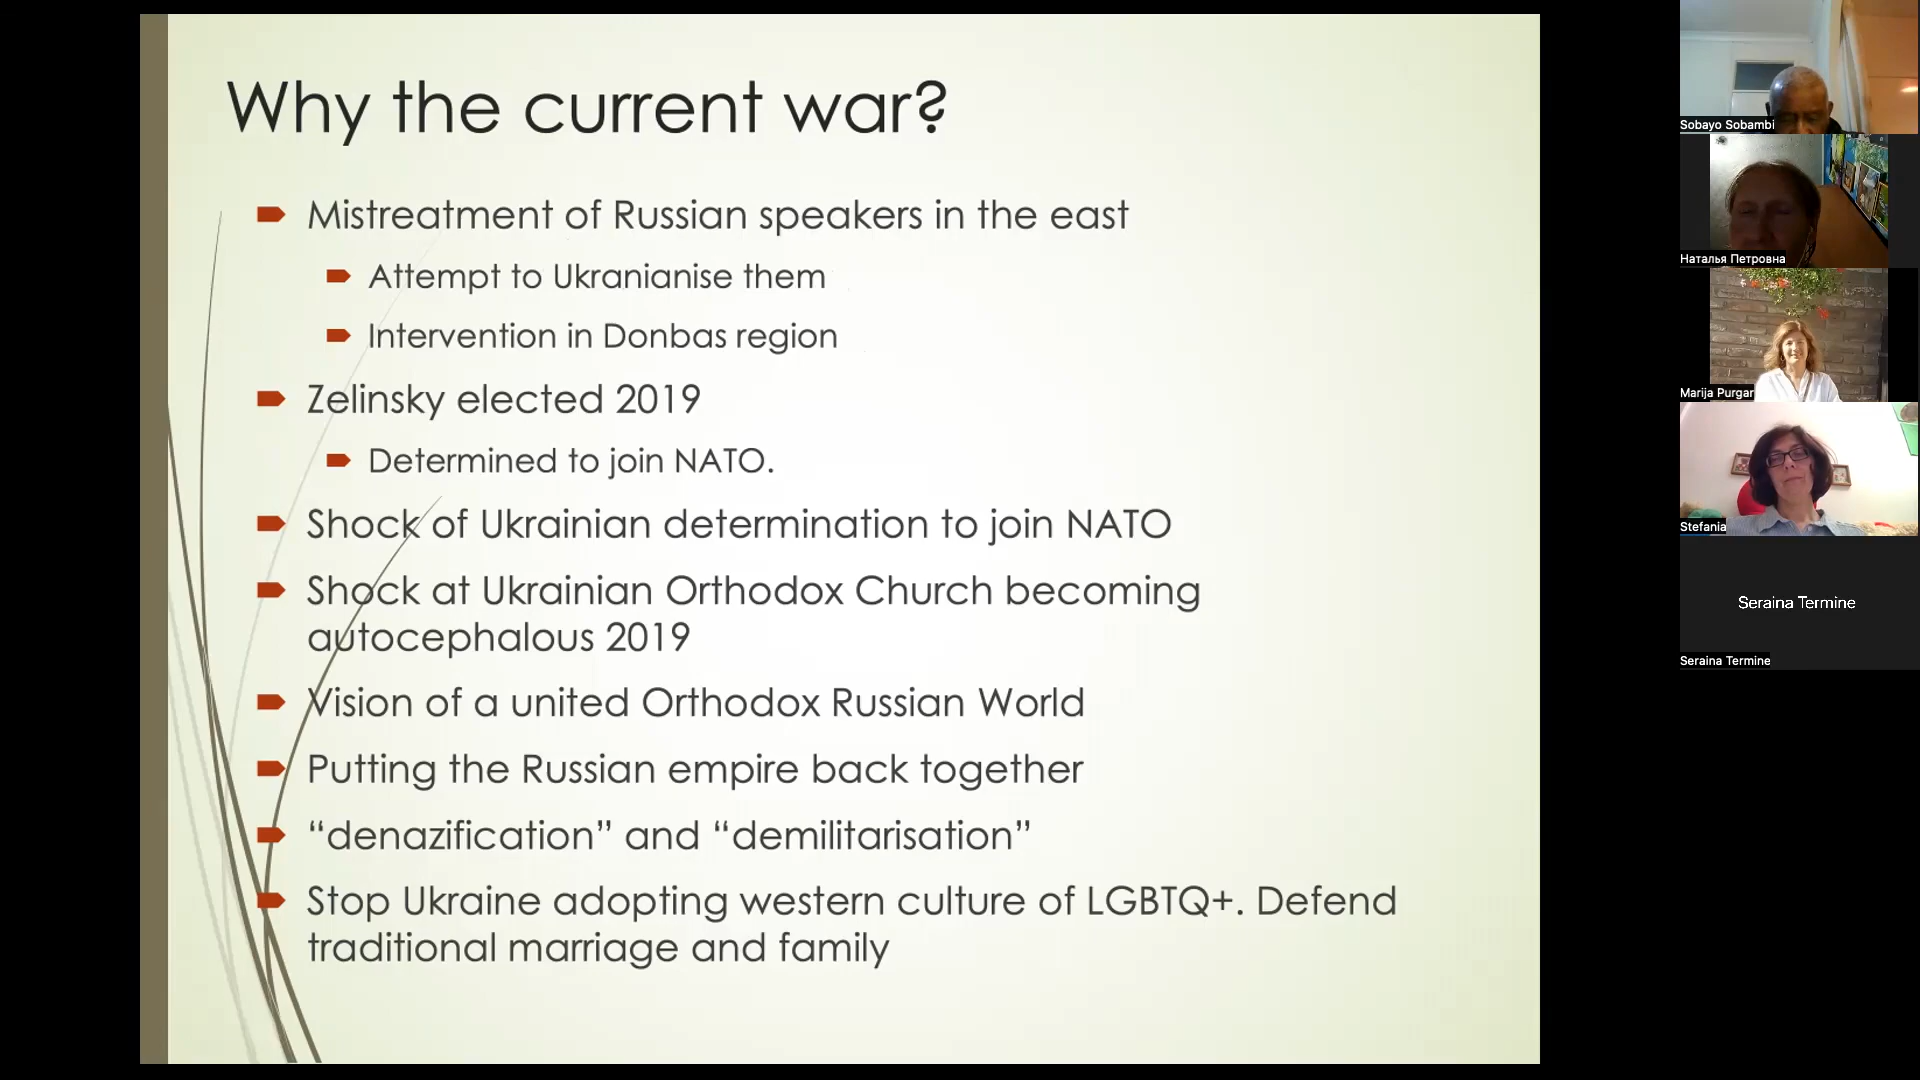 Why the current war?
Mistreatment of Russian speakers in the east
Attempt to Ukranianise them
Intervention in Donbas region
Zelinsky elected 2019
Determined to join NATO.
Shock of Ukrainian determination to join NATO
Shock at Ukrainian Orthodox Church becoming
autocephalous 2019
Vision of a united Orthodox Russian World
Putting the Russian empire back together
“denazification” and “demilitarisation”
Stop Ukraine adopting western culture of LGBTQ+. Defend
traditional marriage and family
Sobayo Sobambi
Наталья Петровна
Marija Purgar
Stefania
Seraina Termine
Seraina Termine